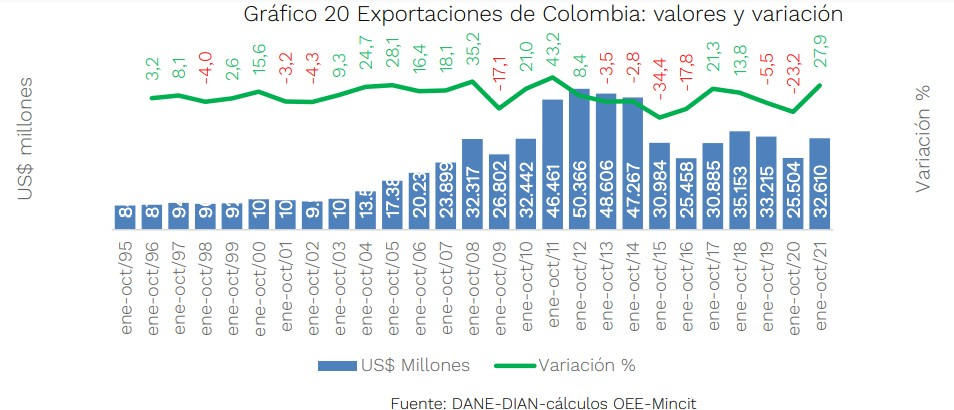 Gráfico 20 Exportaciones de Colombia: valores y variación
US$ millones
Variación %
3,2
8,1
-4,0
2,6
15,6
-3,2
-4,3
9,3
24,7
28,1
16,4
18,1
35,2
-17,1
21,0
43,2
8,4
-3,5
-2,8
-34,4
-17,8
21,3
13,8
-5,5
-23,2
27,9
23.899
32.317
26.802
32.442
46.461
50.366
48.606
47.267
30.984
25.458
30.885
35.153
33.215
25.504
32.610
ene-oct/95
ene-oct/96
ene-oct/97
ene-oct/98
ene-oct/99
ene-oct/00
ene-oct/01
ene-oct/02
ene-oct/03
ene-oct/04
ene-oct/05
ene-oct/06
ene-oct/07
ene-oct/08
ene-oct/09
ene-oct/10
ene-oct/11
ene-oct/12
ene-oct/13
ene-oct/14
ene-oct/15
ene-oct/16
ene-oct/17
ene-oct/18
ene-oct/19
ene-oct/20
ene-oct/21
US$ Millones
Variación %
Fuente: DANE-DIAN-cálculos OEE-Mincit